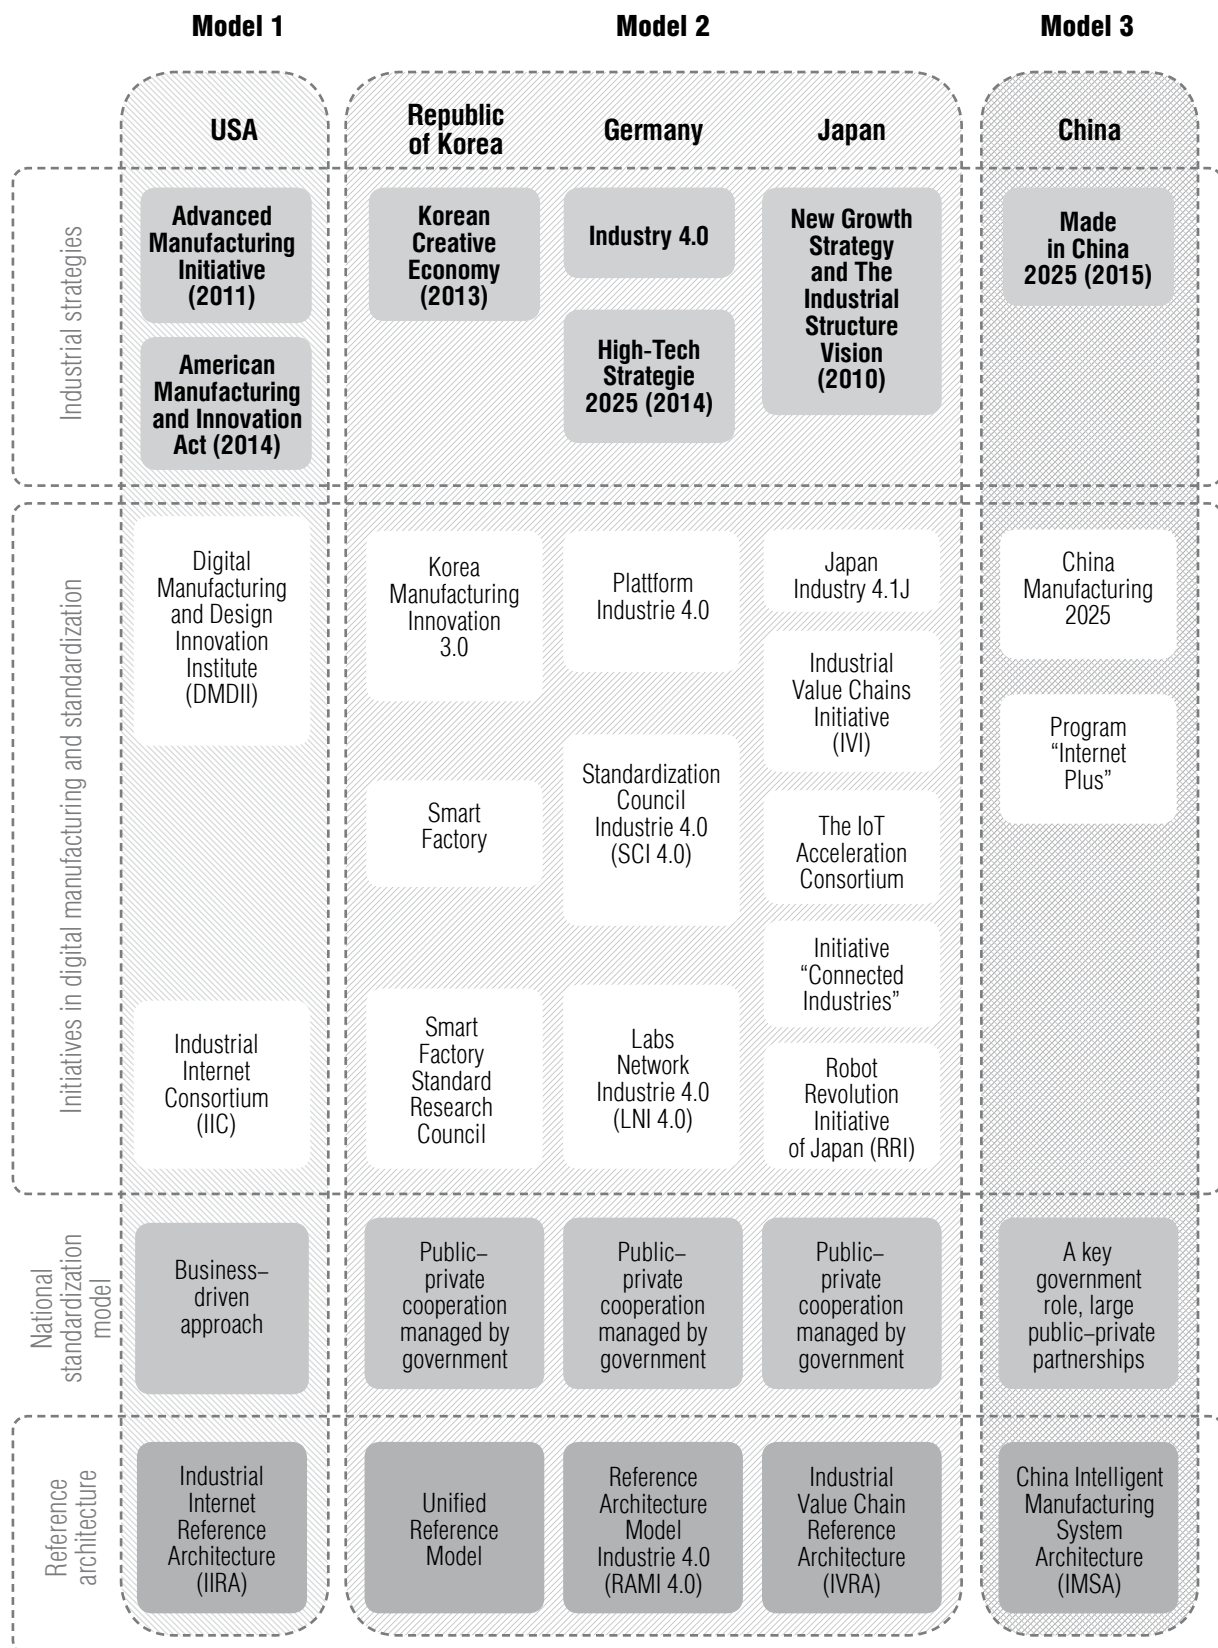 Model 1
Model 2
Model 3
USA
Republic
of Korea
Germany
Japan
China
Industrial strategies
Advanced
Manufacturing
Initiative
(2011)
American
Manufacturing
and Innovation
Act (2014)
Korean
Creative
Economy
(2013)
Industry 4.0
High-Tech
Strategie
2025 (2014)
New Growth
Strategy
and The
Industrial
Structure
Vision
(2010)
Made
in China
2025 (2015)
Initiatives in digital manufacturing and standardization
Digital
Manufacturing
and Design
Innovation
Institute
(DMDII)
Industrial
Internet
Consortium
(IIC)
Korea
Manufacturing
Innovation
3.0
Smart
Factory
Smart
Factory
Standard
Research
Council
Plattform
Industrie 4.0
Standardization
Council
Industrie 4.0
(SCI 4.0)
Labs
Network
Industrie 4.0
(LNI 4.0)
Japan
Industry 4.1J
Industrial
Value Chains
Initiative
(IVI)
The IoT
Acceleration
Consortium
Initiative
“Connected
Industries”
Robot
Revolution
Initiative
of Japan (RRI)
China
Manufacturing
2025
Program
“Internet
Plus”
National
standardization
model
Business–
driven
approach
Public–
private
cooperation
managed by
government
Public–
private
cooperation
managed by
government
Public–
private
cooperation
managed by
government
A key
government
role, large
public–private
partnerships
Reference
architecture
Industrial
Internet
Reference
Architecture
(IIRA)
Unified
Reference
Model
Reference
Architecture
Model
Industrie 4.0
(RAMI 4.0)
Industrial
Value Chain
Reference
Architecture
(IVRA)
China Intelligent
Manufacturing
System
Architecture
(IMSA)